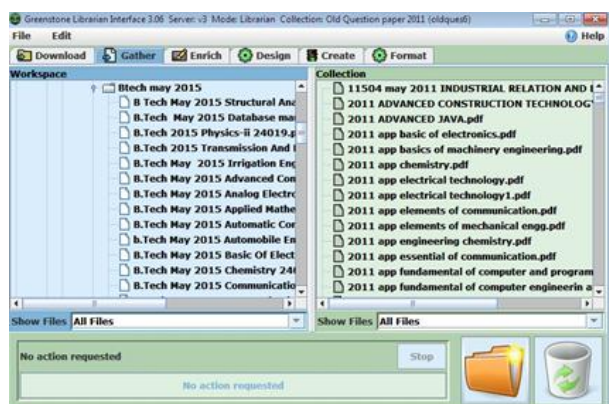 Greenstone Librarian Interface 3.06 Server: v3 Mode: Librarian Collection: Old Question paper 2011 (oldques6)
File Edit
Help
Download Gather Enrich Design Create Format
Workspace
Btech may 2015
B Tech May 2015 Structural Ana
B.Tech May 2015 Database ma
B.Tech 2015 Physics-ii 24019.p
B.Tech 2015 Transmission And
B.Tech May 2015 Irrigation Eng
B.Tech May 2015 Advanced Con
B.Tech May 2015 Analog Electro
B.Tech May 2015 Applied Mathe
B.Tech May 2015 Automatic Con
b.Tech May 2015 Automobile En
B.Tech May 2015 Basic Of Elect
B.Tech May 2015 Chemistry 240
B.Tech May 2015 Communicatio
Show Files All Files
Collection
11504 may 2011 INDUSTRIAL RELATION AND
2011 ADVANCED CONSTRUCTION TECHNOLOG
2011 ADVANCED JAVA.pdf
2011 app basic of electronics.pdf
2011 app basics of machinery engineering.pdf
2011 app chemistry.pdf
2011 app electrical technology.pdf
2011 app electrical technology1.pdf
2011 app elements of communication.pdf
2011 app elements of mechanical engg.pdf
2011 app engineering chemistry.pdf
2011 app essential of communication.pdf
2011 app fundamental of computer and program
2011 app fundamental of computer engineerin a
Show Files All Files
No action requested
Stop
No action requested